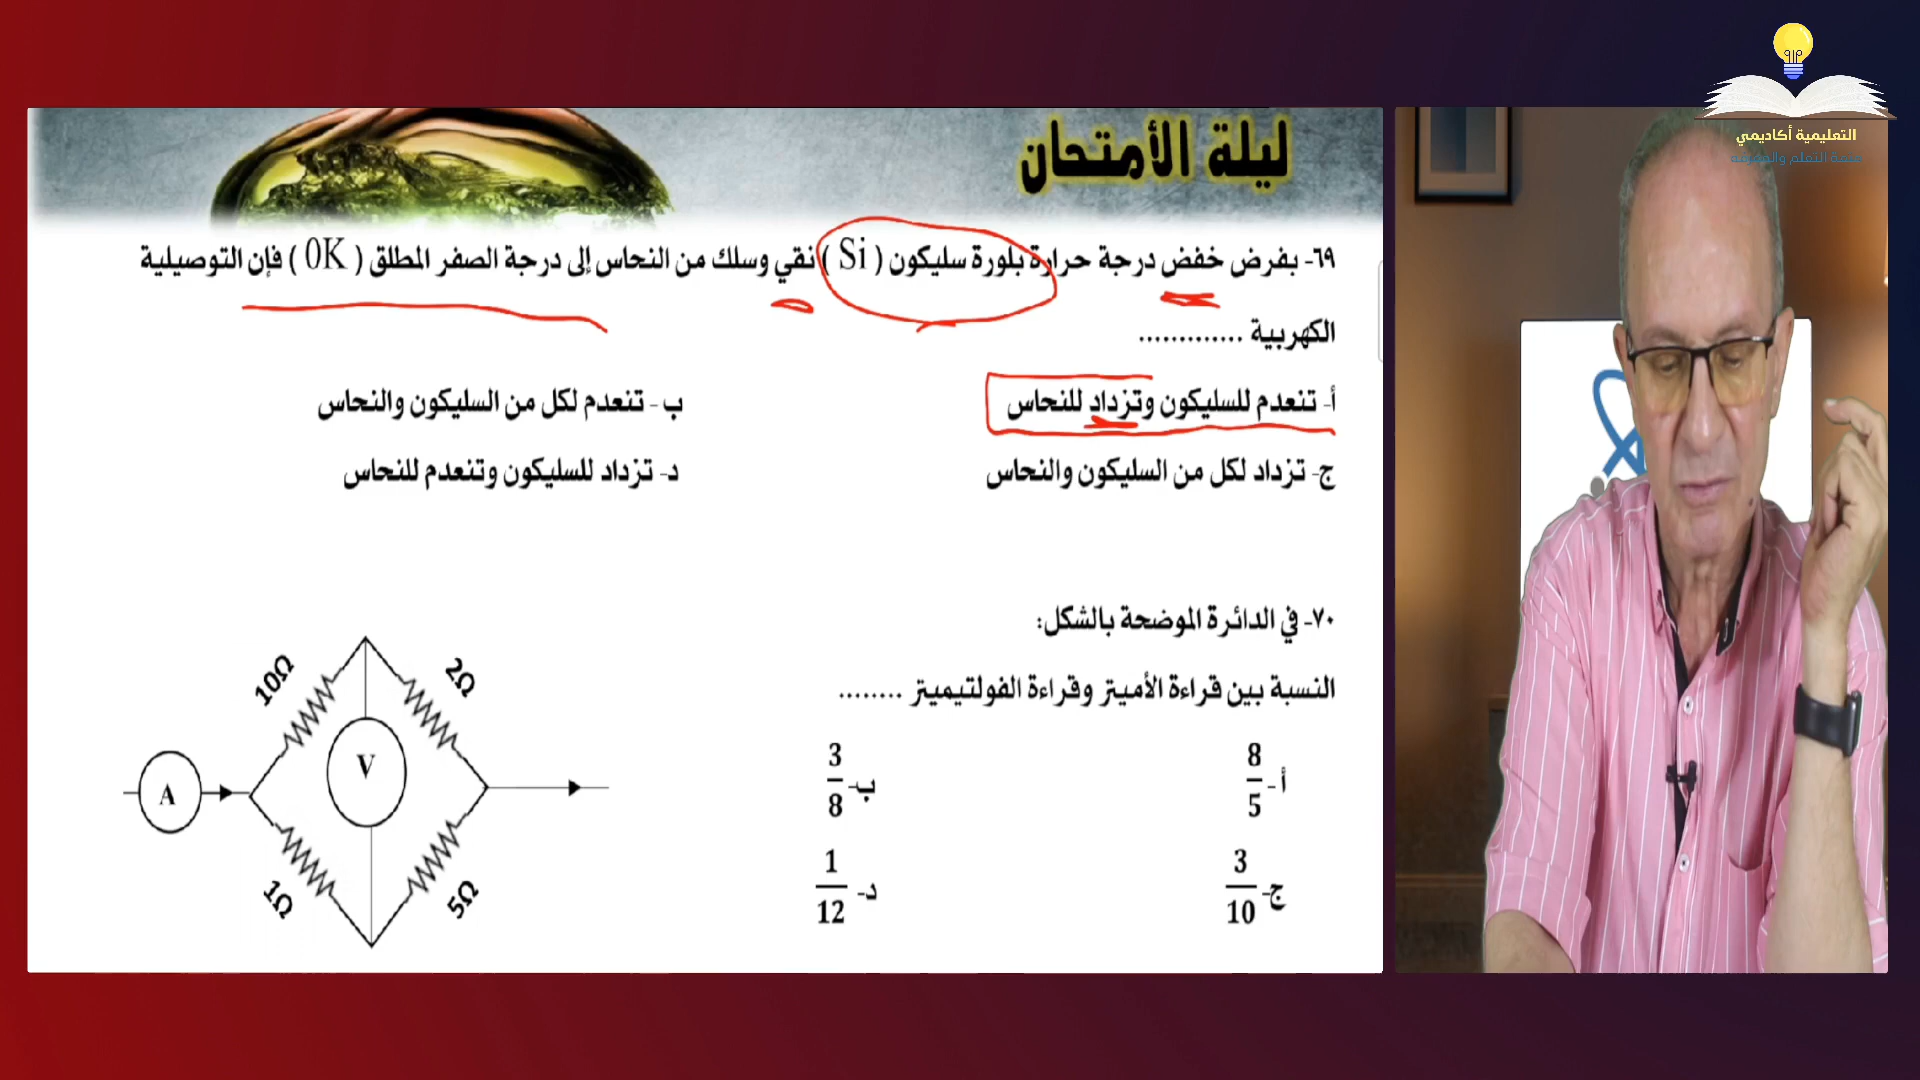 التعليمية أكاديمي
ليلة الأمتحان
٦٩- بفرض خفض درجة حرارة بلورة سليكون ( Si ) نقي وسلك من النحاس إلى درجة الصفر المطلق ( 0K ) فإن التوصيلية
الكهربية .............
أ- تنعدم للسليكون وتزداد للنحاس
ب - تنعدم لكل من السليكون والنحاس
ج- تزداد لكل من السليكون والنحاس
د- تزداد للسليكون وتنعدم للنحاس
٧٠- في الدائرة الموضحة بالشكل:
النسبة بين قراءة الأميتر وقراءة الفولتيميتر ........
أ- 8/5
ب- 3/8
ج- 3/10
د- 1/12
10Ω
2Ω
V
A
1Ω
5Ω